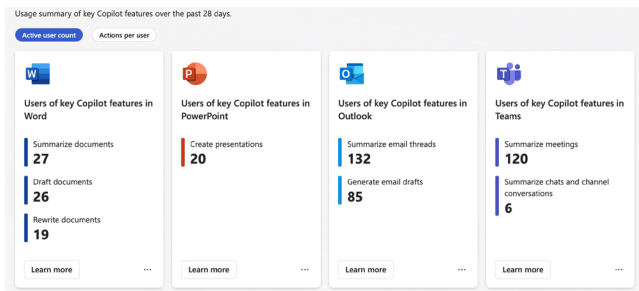 Usage summary of key Copilot features over the past 28 days.
Active user count
Actions per user
W
Users of key Copilot features in
Word
Summarize documents
27
Draft documents
26
Rewrite documents
19
Learn more
...
P
Users of key Copilot features in
PowerPoint
Create presentations
20
Learn more
...
O
Users of key Copilot features in
Outlook
Summarize email threads
132
Generate email drafts
85
Learn more
...
T
Users of key Copilot features in
Teams
Summarize meetings
120
Summarize chats and channel
conversations
6
Learn more
...